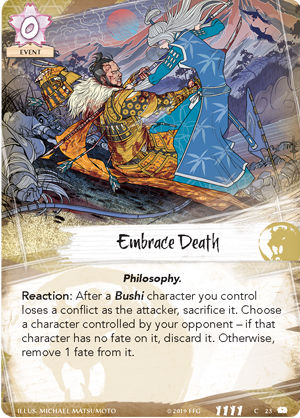 0
EVENT
Embrace Death
Philosophy.
Reaction: After a Bushi character you control
loses a conflict as the attacker, sacrifice it. Choose
a character controlled by your opponent – if that
character has no fate on it, discard it. Otherwise,
remove 1 fate from it.
ILLUS. MICHAEL MATSUMOTO
© 2019 FFG
C 23